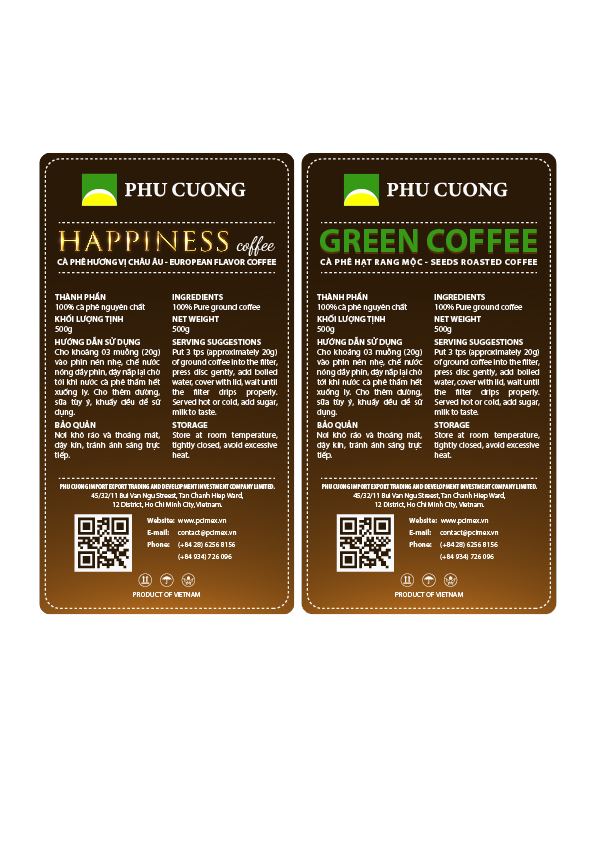 PHU CUONG
HAPPINESS coffee
CÀ PHÊ HƯƠNG VỊ CHÂU ÂU - EUROPEAN FLAVOR COFFEE
THÀNH PHẦN
100% cà phê nguyên chất
KHỐI LƯỢNG TỊNH
500g
HƯỚNG DẪN SỬ DỤNG
Cho khoảng 03 muỗng (20g)
vào phin nén nhẹ, chế nước
nóng đầy phin, đậy nắp lại chờ
tới khi nước cà phê thấm hết
xuống ly. Cho thêm đường,
sữa tùy ý, khuấy đều để sử
dụng.
BẢO QUẢN
Nơi khô ráo và thoáng mát,
đậy kín, tránh ánh sáng trực
tiếp.
INGREDIENTS
100% Pure ground coffee
NET WEIGHT
500g
SERVING SUGGESTIONS
Put 3 tps (approximately 20g)
of ground coffee into the filter,
press disc gently, add boiled
water, cover with lid, wait until
the filter drips properly.
Served hot or cold, add sugar,
milk to taste.
STORAGE
Store at room temperature,
tightly closed, avoid excessive
heat.
PHU CUONG IMPORT EXPORT TRADING AND DEVELOPMENT INVESTMENT COMPANY LIMITED.
45/32/11 Bui Van Ngu Streest, Tan Chanh Hiep Ward,
12 District, Ho Chi Minh City, Vietnam.
Website: www.pcimex.vn
E-mail: contact@pcimex.vn
Phone: (+84 28) 6256 8156
(+84 934) 726 096
PRODUCT OF VIETNAM
PHU CUONG
GREEN COFFEE
CÀ PHÊ HẠT RANG MỘC - SEEDS ROASTED COFFEE
THÀNH PHẦN
100% cà phê nguyên chất
KHỐI LƯỢNG TỊNH
500g
HƯỚNG DẪN SỬ DỤNG
Cho khoảng 03 muỗng (20g)
vào phin nén nhẹ, chế nước
nóng đầy phin, đậy nắp lại chờ
tới khi nước cà phê thấm hết
xuống ly. Cho thêm đường,
sữa tùy ý, khuấy đều để sử
dụng.
BẢO QUẢN
Nơi khô ráo và thoáng mát,
đậy kín, tránh ánh sáng trực
tiếp.
INGREDIENTS
100% Pure ground coffee
NET WEIGHT
500g
SERVING SUGGESTIONS
Put 3 tps (approximately 20g)
of ground coffee into the filter,
press disc gently, add boiled
water, cover with lid, wait until
the filter drips properly.
Served hot or cold, add sugar,
milk to taste.
STORAGE
Store at room temperature,
tightly closed, avoid excessive
heat.
PHU CUONG IMPORT EXPORT TRADING AND DEVELOPMENT INVESTMENT COMPANY LIMITED.
45/32/11 Bui Van Ngu Streest, Tan Chanh Hiep Ward,
12 District, Ho Chi Minh City, Vietnam.
Website: www.pcimex.vn
E-mail: contact@pcimex.vn
Phone: (+84 28) 6256 8156
(+84 934) 726 096
PRODUCT OF VIETNAM